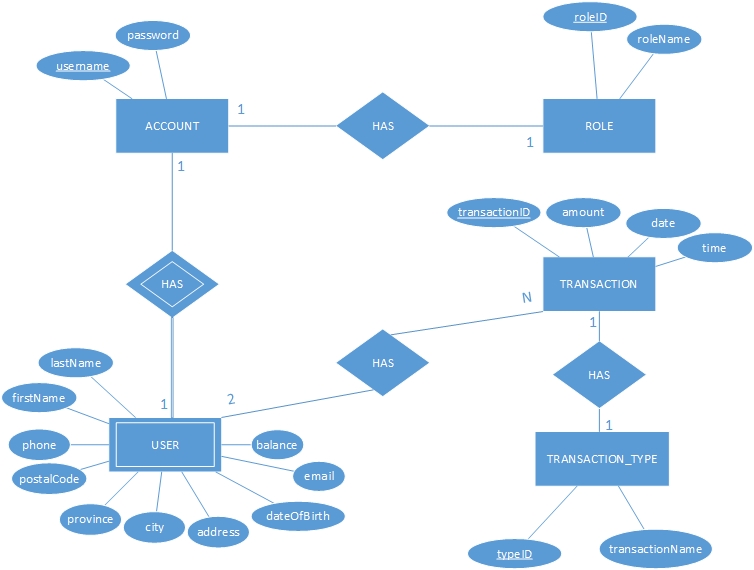 roleID
password
roleName
username
ACCOUNT
1
HAS
1
ROLE
1
transactionID
amount
date
time
HAS
TRANSACTION
N
1
HAS
HAS
lastName
firstName
1
2
1
phone
USER
balance
TRANSACTION_TYPE
postalCode
email
province
city
address
dateOfBirth
typeID
transactionName